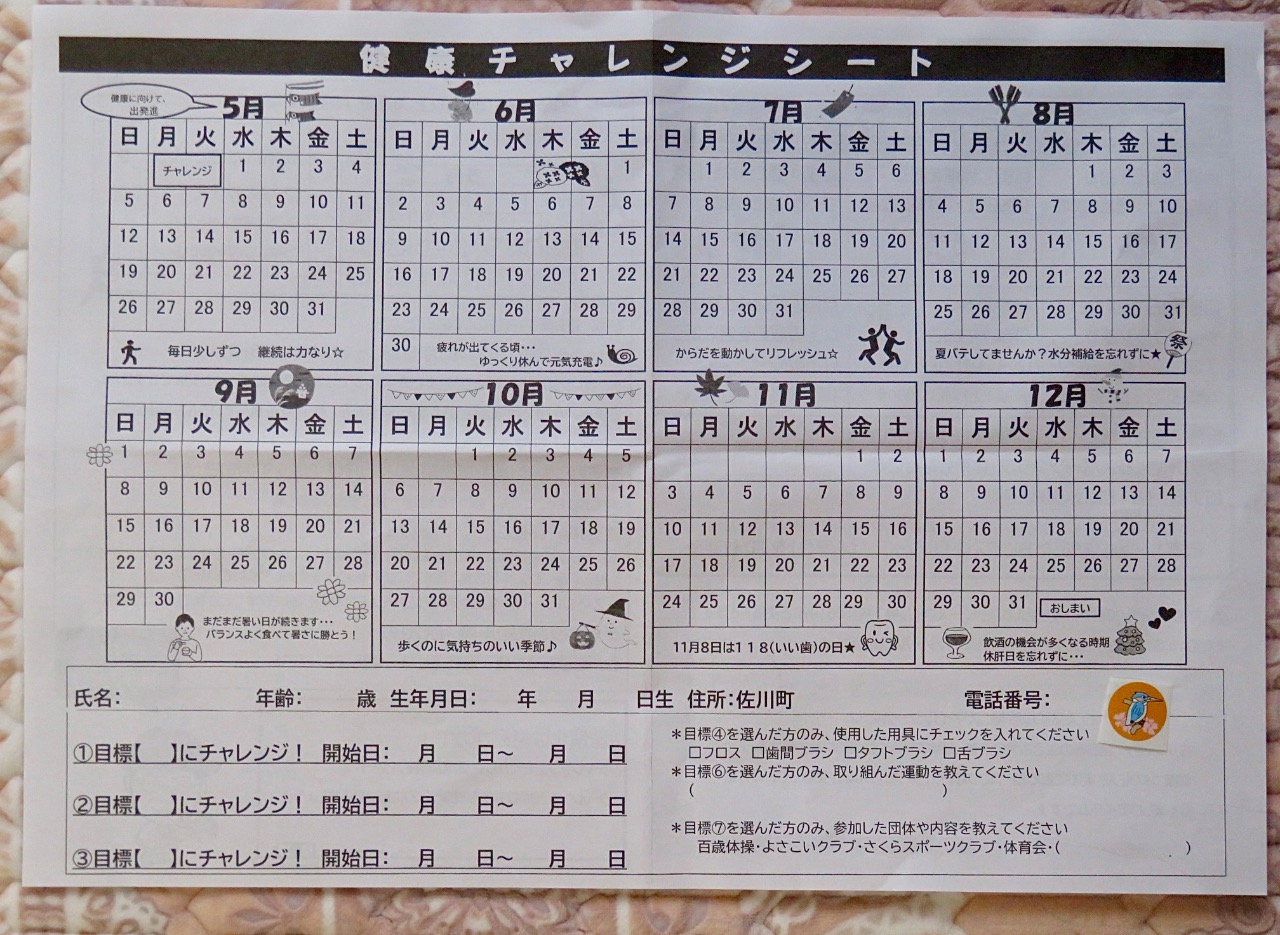 健康チャレンジシート
健康に向けて、
出発進
5月
日 月 火 水 木 金 土
チャレンジ 1 2 3 4
5 6 7 8 9 10 11
12 13 14 15 16 17 18
19 20 21 22 23 24 25
26 27 28 29 30 31
毎日少しずつ 継続は力なり☆
6月
日 月 火 水 木 金 土
1
2 3 4 5 6 7 8
9 10 11 12 13 14 15
16 17 18 19 20 21 22
23 24 25 26 27 28 29
30
疲れが出てくる頃・・・
ゆっくり休んで元気充電♪
7月
日 月 火 水 木 金 土
1 2 3 4 5 6
7 8 9 10 11 12 13
14 15 16 17 18 19 20
21 22 23 24 25 26 27
28 29 30 31
からだを動かしてリフレッシュ☆
8月
日 月 火 水 木 金 土
1 2 3
4 5 6 7 8 9 10
11 12 13 14 15 16 17
18 19 20 21 22 23 24
25 26 27 28 29 30 31
夏バテしてませんか?水分補給を忘れずに★
祭
9月
日 月 火 水 木 金 土
1 2 3 4 5 6 7
8 9 10 11 12 13 14
15 16 17 18 19 20 21
22 23 24 25 26 27 28
29 30
まだまだ暑い日が続きます・・・
バランスよく食べて暑さに勝とう!
10月
日 月 火 水 木 金 土
1 2 3 4 5
6 7 8 9 10 11 12
13 14 15 16 17 18 19
20 21 22 23 24 25 26
27 28 29 30 31
歩くのに気持ちのいい季節♪
11月
日 月 火 水 木 金 土
1 2
3 4 5 6 7 8 9
10 11 12 13 14 15 16
17 18 19 20 21 22 23
24 25 26 27 28 29 30
11月8日は118(いい歯)の日★
12月
日 月 火 水 木 金 土
1 2 3 4 5 6 7
8 9 10 11 12 13 14
15 16 17 18 19 20 21
22 23 24 25 26 27 28
29 30 31 おしまい
飲酒の機会が多くなる時期
休肝日を忘れずに・・・
氏名: 年齢: 歳 生年月日: 年 月 日生 住所:佐川町 電話番号:
①目標【 】にチャレンジ! 開始日: 月 日~ 月 日
②目標【 】にチャレンジ! 開始日: 月 日~ 月 日
③目標【 】にチャレンジ! 開始日: 月 日~ 月 日
*目標④を選んだ方のみ、使用した用具にチェックを入れてください
□フロス □歯間ブラシ □タフトブラシ □舌ブラシ
*目標⑥を選んだ方のみ、取り組んだ運動を教えてください
( )
*目標⑦を選んだ方のみ、参加した団体や内容を教えてください
百歳体操・よさこいクラブ・さくらスポーツクラブ・体育会・( )